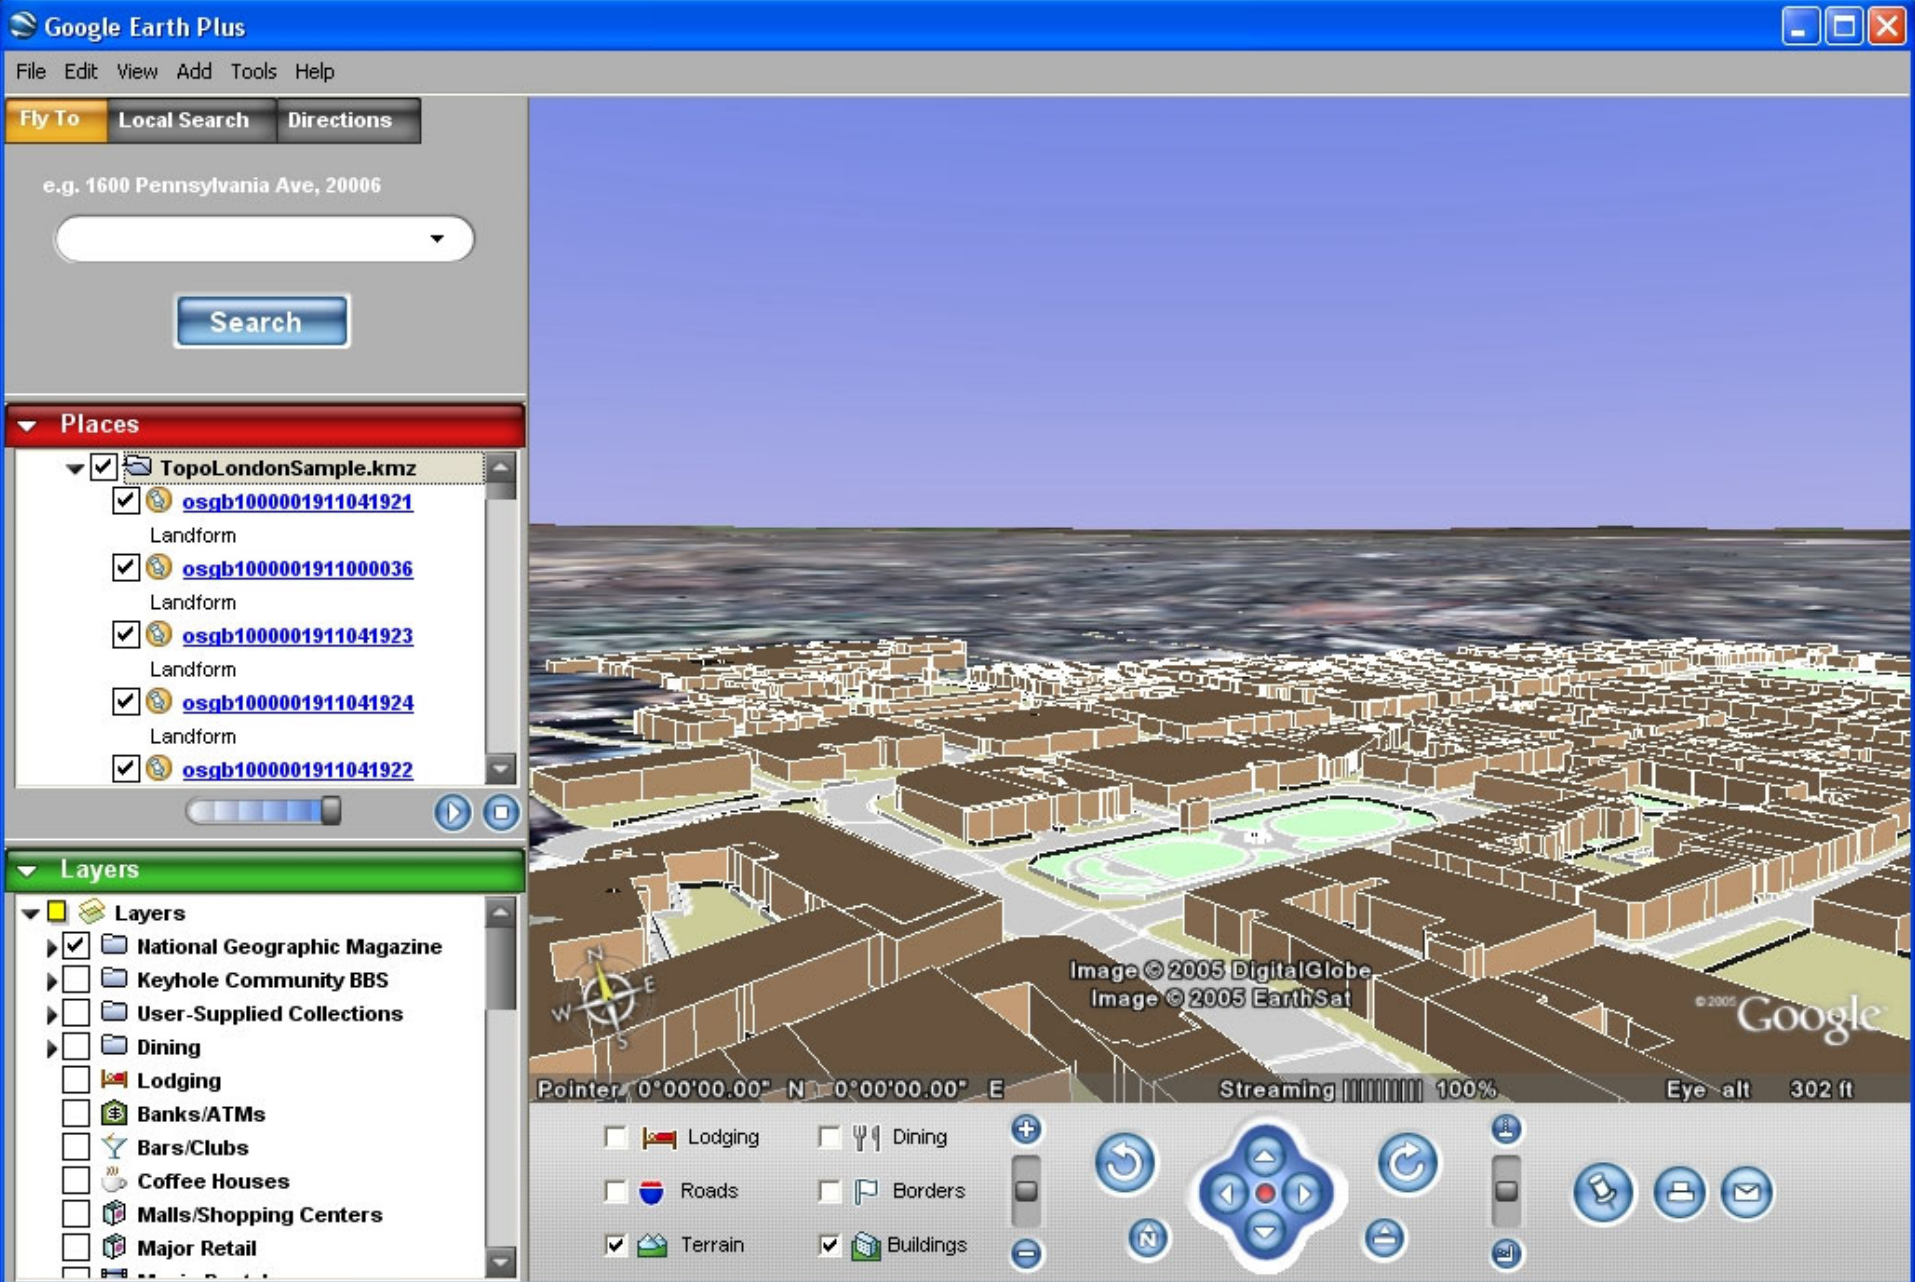 Google Earth Plus
File Edit View Add Tools Help
Fly To Local Search Directions
e.g. 1600 Pennsylvania Ave, 20006
Search
Places
TopoLondonSample.kmz
osgb1000001911041921
Landform
osgb1000001911000036
Landform
osgb1000001911041923
Landform
osgb1000001911041924
Landform
osgb1000001911041922
Layers
Layers
National Geographic Magazine
Keyhole Community BBS
User-Supplied Collections
Dining
Lodging
Banks/ATMs
Bars/Clubs
Coffee Houses
Malls/Shopping Centers
Major Retail
N
W E
S
Image © 2005 DigitalGlobe
Image © 2005 EarthSat
© 2005 Google
Pointer 0°00'00.00" N 0°00'00.00" E Streaming |||||||||| 100% Eye alt 302 ft
Lodging Dining
Roads Borders
Terrain Buildings
N